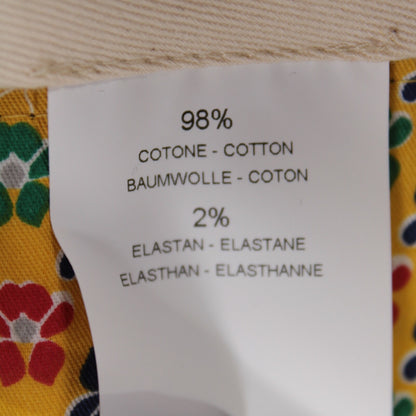 98%
COTONE - COTTON
BAUMWOLLE - COTON
2%
ELASTAN - ELASTANE
ELASTHAN - ELASTHANNE